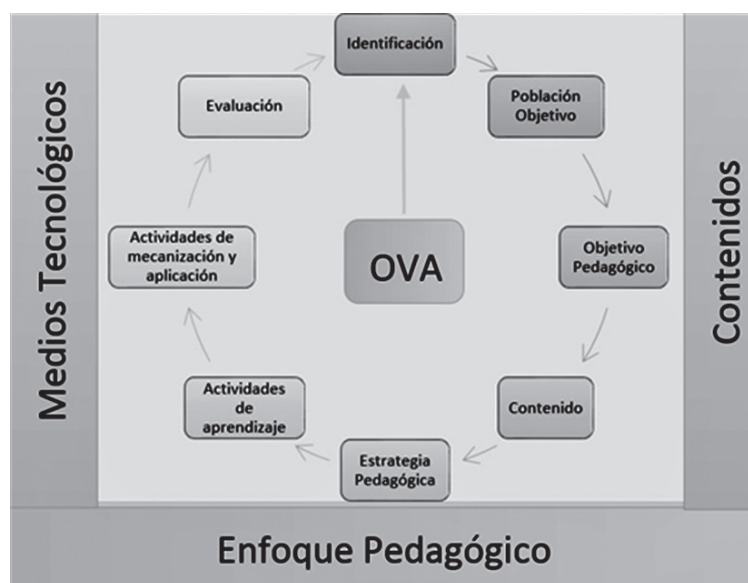 Identificación
Población
Objetivo
Objetivo
Pedagógico
Contenido
Estrategia
Pedagógica
Actividades
de
aprendizaje
Actividades de
mecanización y
aplicación
Evaluación
OVA
Medios Tecnológicos
Contenidos
Enfoque Pedagógico